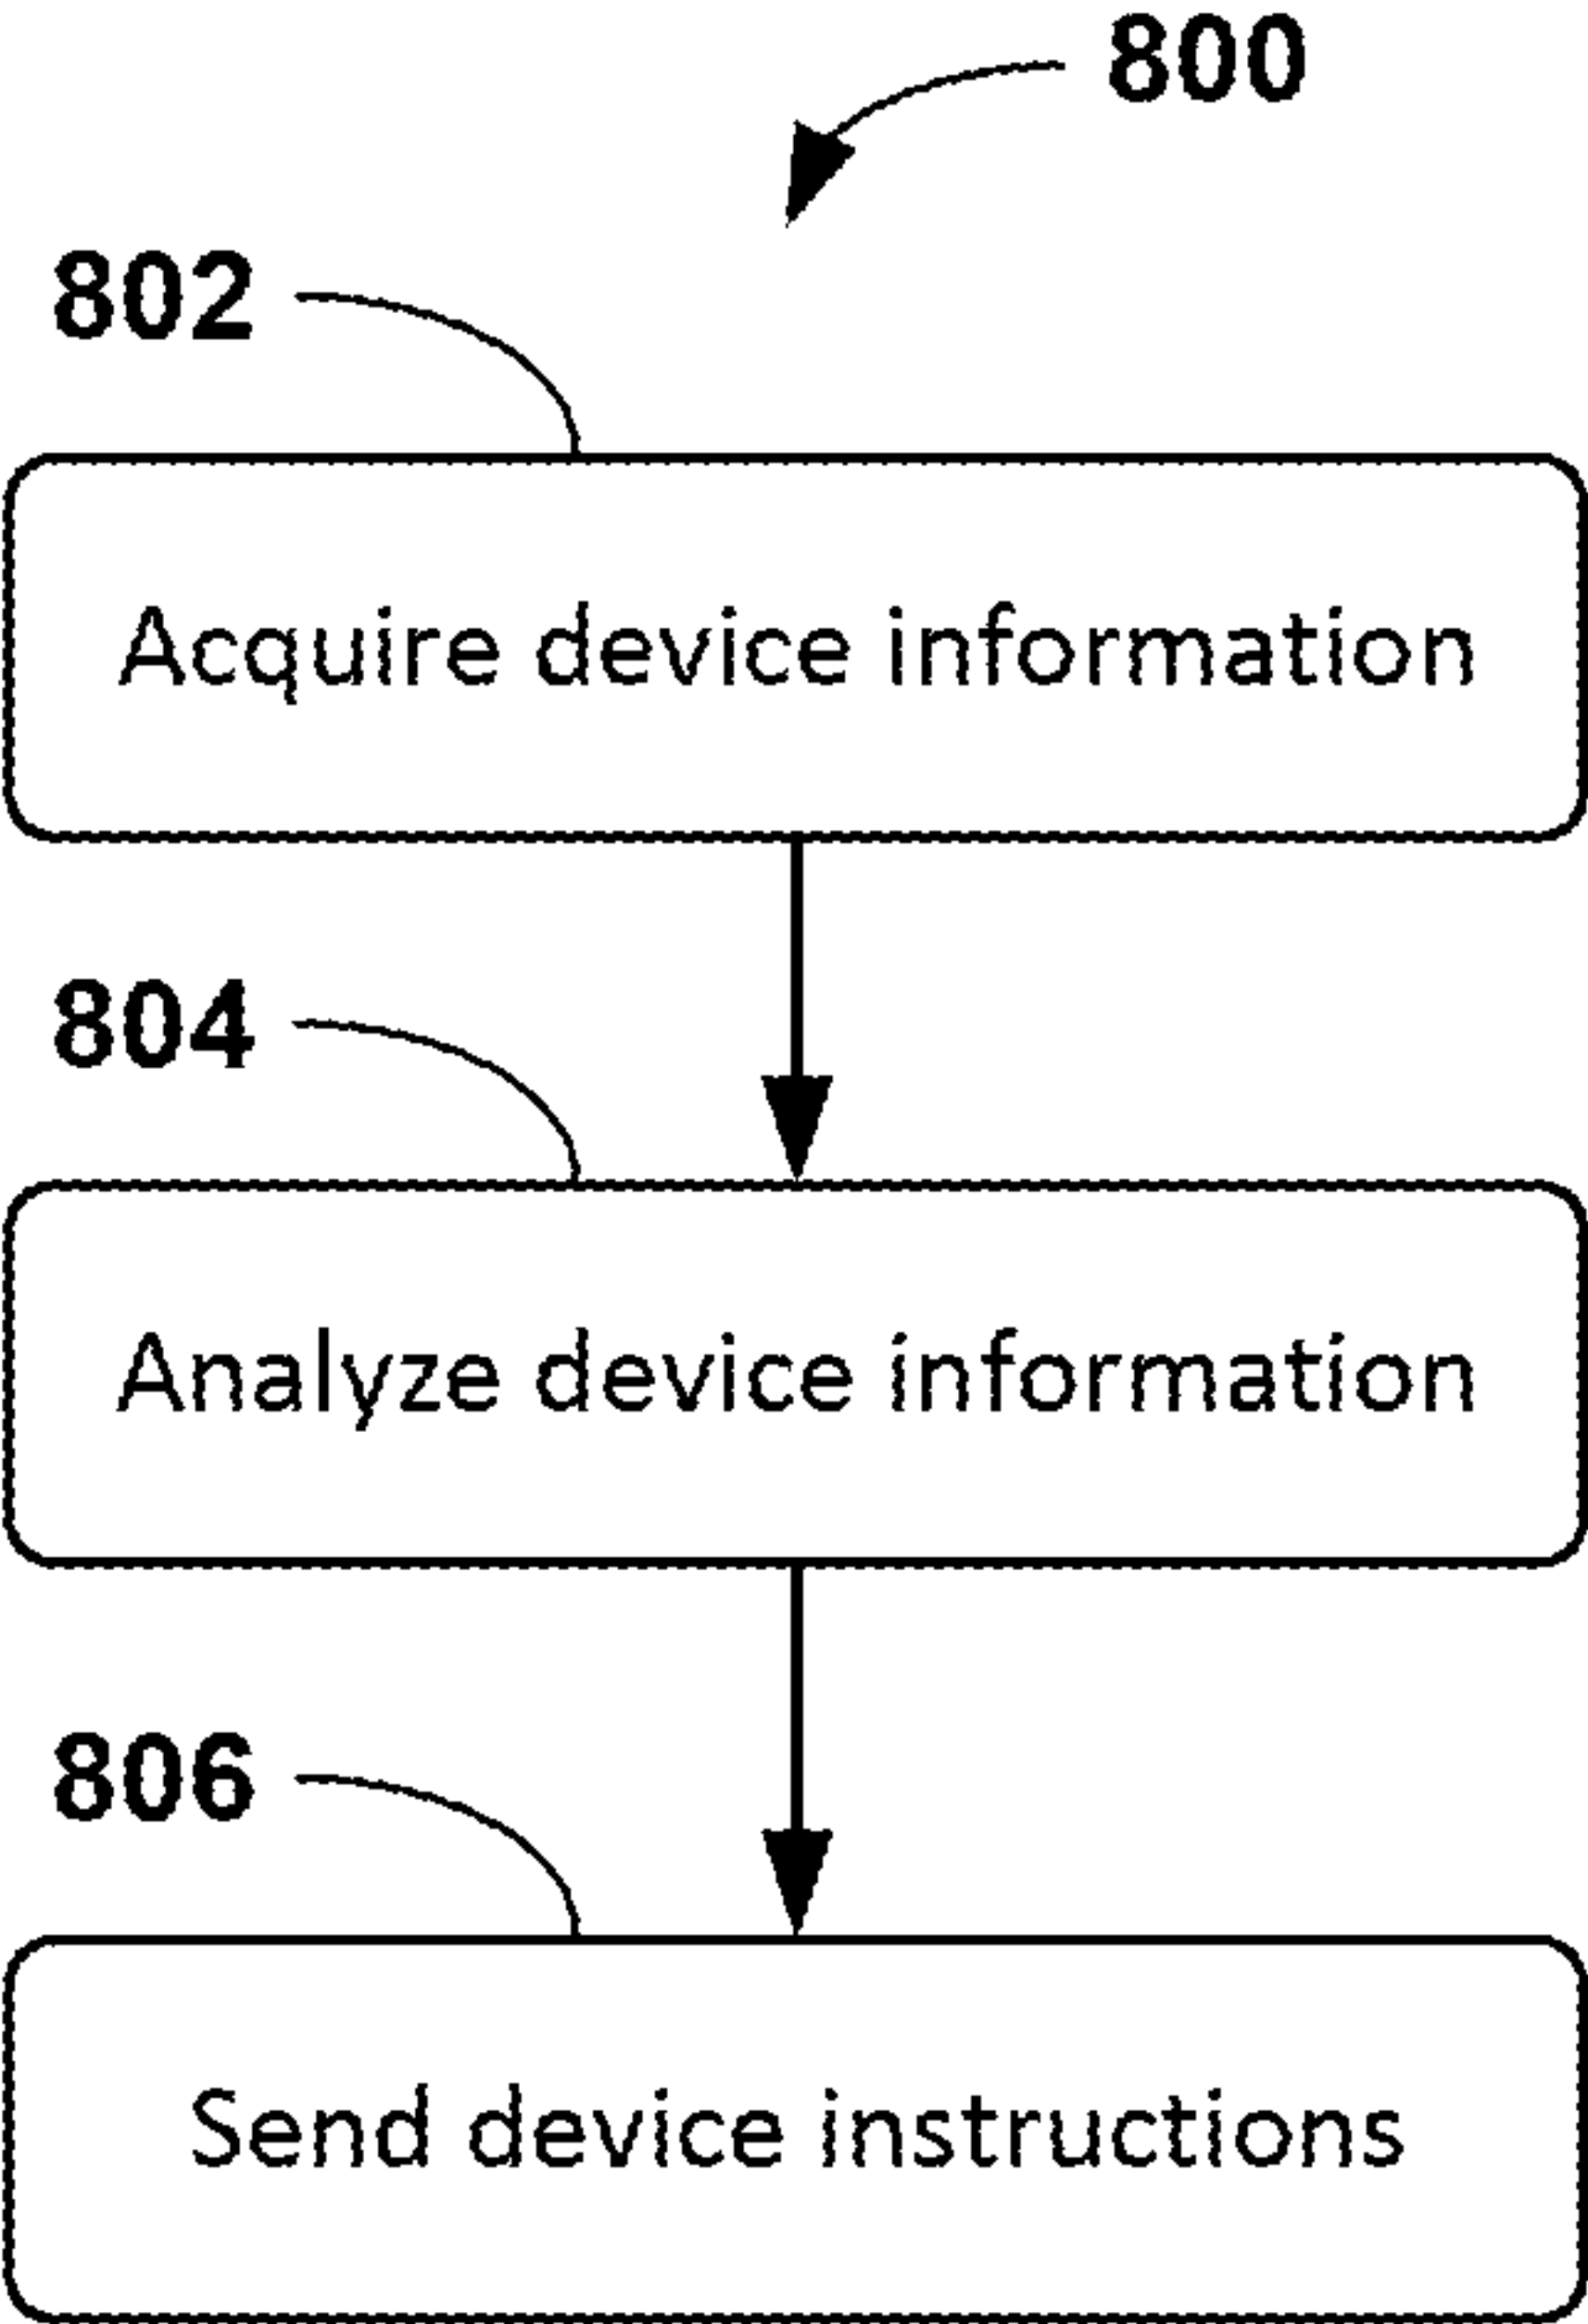 800
802
Acquire device information
804
Analyze device information
806
Send device instructions